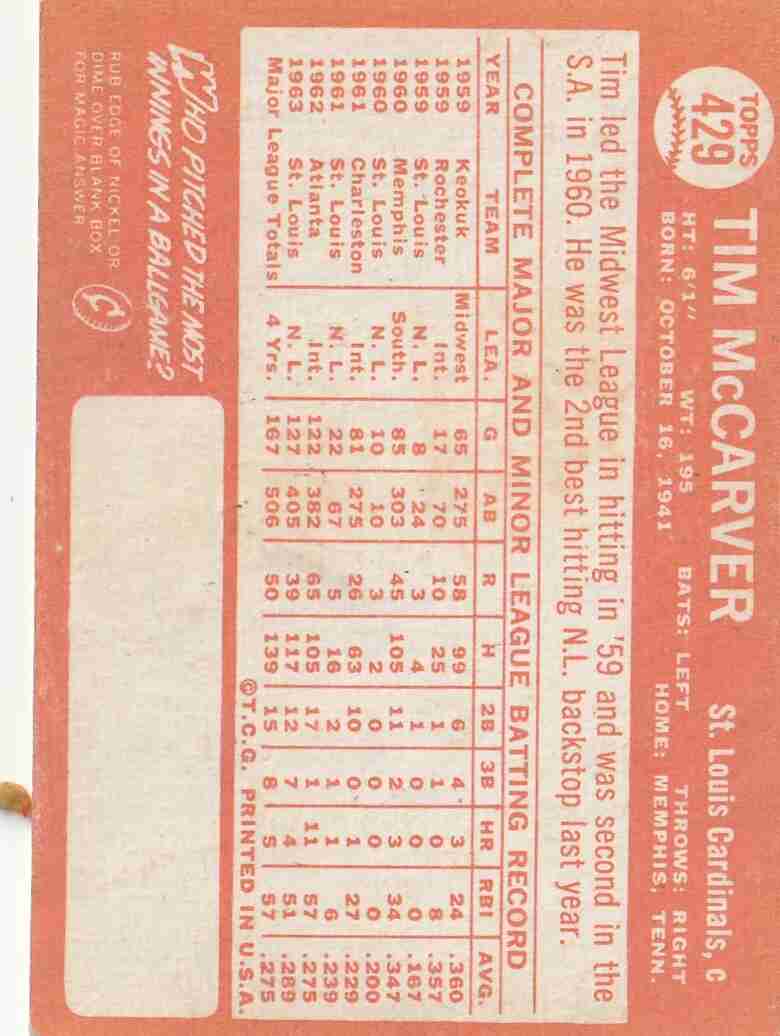 TOPPS
429
TIM McCARVER St. Louis Cardinals, c
HT: 6'1" WT: 195 BATS: LEFT THROWS: RIGHT
BORN: OCTOBER 16, 1941 HOME: MEMPHIS, TENN.
Tim led the Midwest League in hitting in '59 and was second in the
S.A. in 1960. He was the 2nd best hitting N.L. backstop last year.
COMPLETE MAJOR AND MINOR LEAGUE BATTING RECORD
YEAR TEAM LEA. G AB R H 2B 3B HR RBI AVG.
1959 Keokuk Midwest 65 275 58 99 6 4 3 24 .360
1959 Rochester Int. 17 70 10 25 1 1 0 8 .357
1959 St. Louis N.L. 8 24 3 4 1 0 0 0 .167
1960 Memphis South. 85 303 45 105 11 2 3 34 .347
1960 St. Louis N.L. 10 10 3 2 0 0 0 0 .200
1961 Charleston Int. 81 275 26 63 10 0 1 27 .229
1961 St. Louis N.L. 22 67 5 16 2 1 1 6 .239
1962 Atlanta Int. 122 382 65 105 17 1 11 57 .275
1963 St. Louis N.L. 127 405 39 117 12 7 4 51 .289
Major League Totals 4 Yrs. 167 506 50 139 15 8 5 57 .275
©T.C.G. PRINTED IN U.S.A.
WHO PITCHED THE MOST
INNINGS IN A BALLGAME?
RUB EDGE OF NICKEL OR
DIME OVER BLANK BOX
FOR MAGIC ANSWER